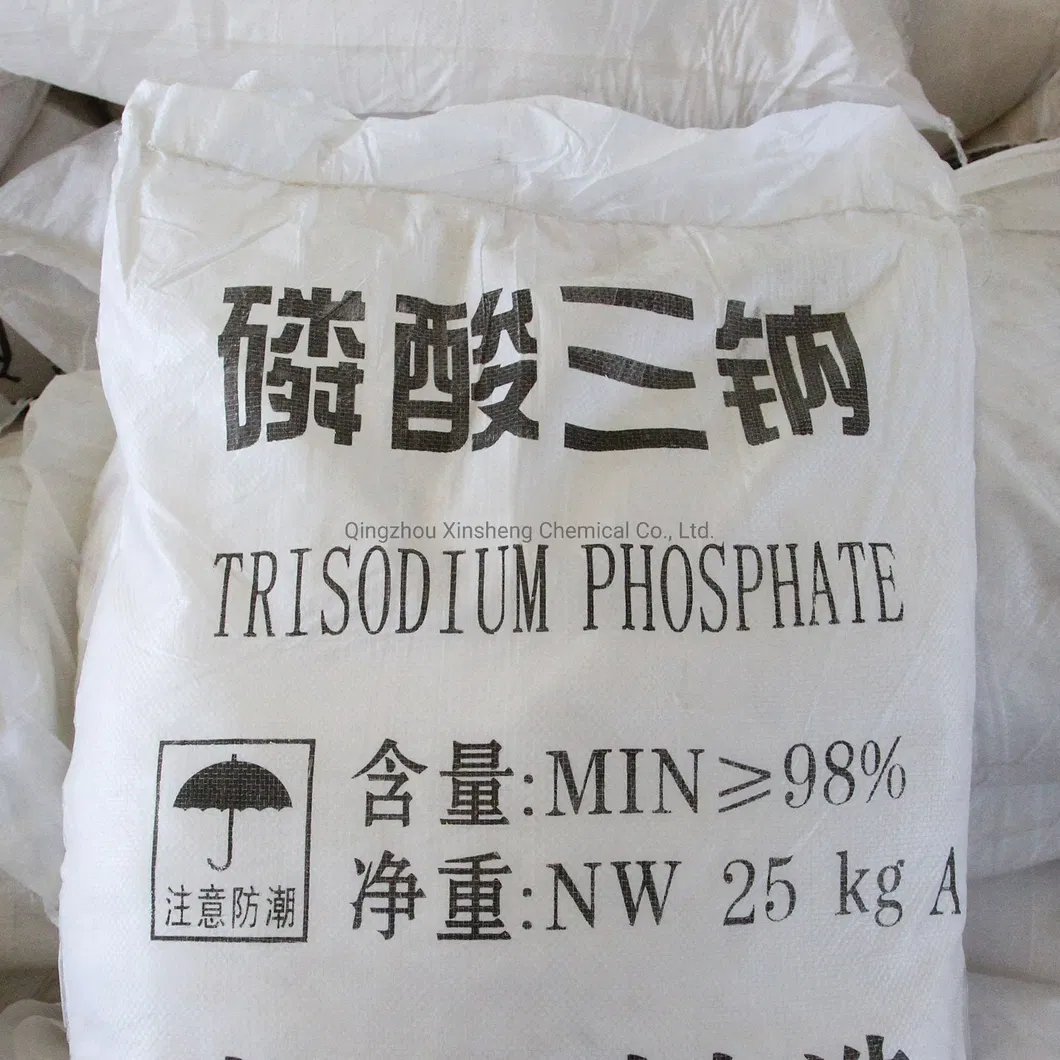 磷酸三钠
Qingzhou Xinsheng Chemical Co., Ltd.
TRISODIUM PHOSPHATE
含量:MIN≥98%
净重:NW 25 kg A
注意防潮